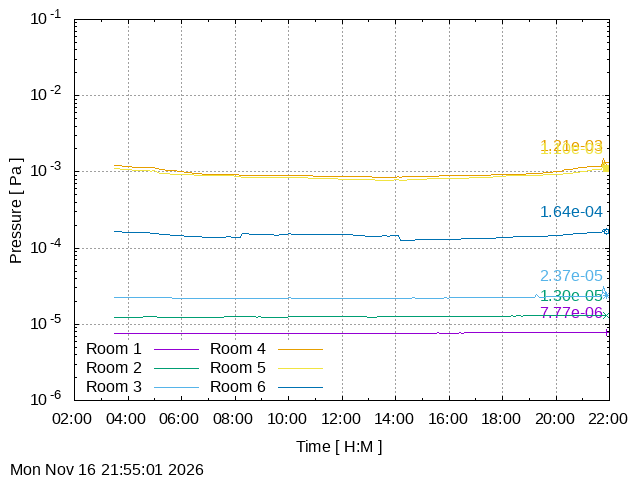 10^-1
10^-2
10^-3
10^-4
10^-5
10^-6
Pressure [ Pa ]
1.21e-03
1.64e-04
2.37e-05
1.30e-05
7.77e-06
Room 1 Room 4
Room 2 Room 5
Room 3 Room 6
02:00 04:00 06:00 08:00 10:00 12:00 14:00 16:00 18:00 20:00 22:00
Time [ H:M ]
Mon Nov 16 21:55:01 2026